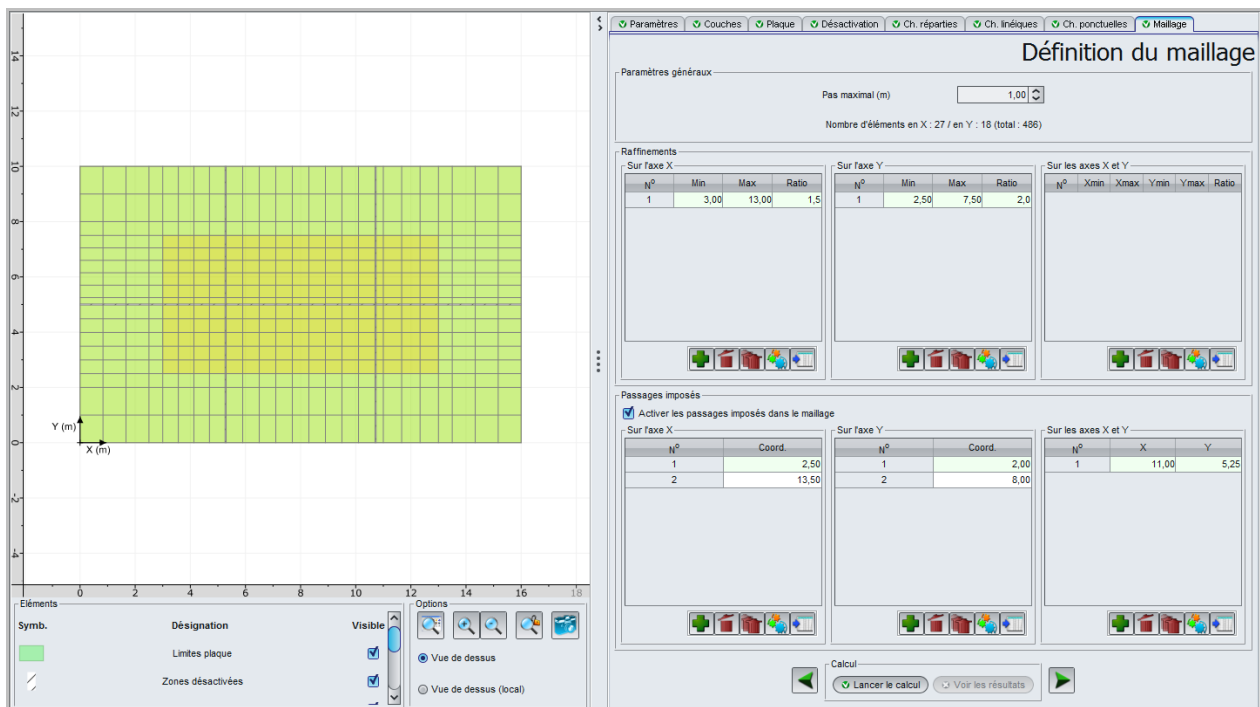 Paramètres Couches Plaque Désactivation Ch. réparties Ch. linéiques Ch. ponctuelles Maillage
Définition du maillage
Paramètres généraux
Pas maximal (m) 1,00
Nombre d'éléments en X : 27 / en Y : 18 (total : 486)
Raffinements
Sur l'axe X
N° Min Max Ratio
1 3,00 13,00 1,5
Sur l'axe Y
N° Min Max Ratio
1 2,50 7,50 2,0
Sur les axes X et Y
N° Xmin Xmax Ymin Ymax Ratio
Passages imposés
Activer les passages imposés dans le maillage
Sur l'axe X
N° Coord.
1 2,50
2 13,50
Sur l'axe Y
N° Coord.
1 2,00
2 8,00
Sur les axes X et Y
N° X Y
1 11,00 5,25
Calcul
Lancer le calcul Voir les résultats
14
12
10
8
6
4
2
0
-2
-4
Y (m)
X (m)
0 2 4 6 8 10 12 14 16 18
Eléments
Symb. Désignation Visible
Limites plaque
Zones désactivées
Options
Vue de dessus
Vue de dessus (local)